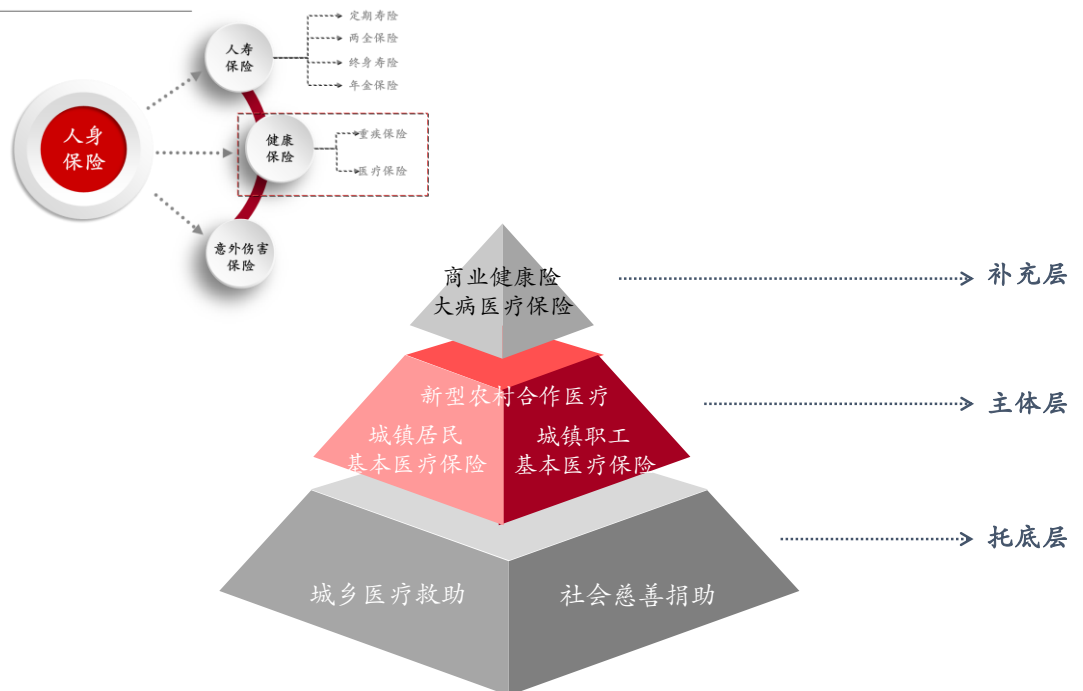 定期寿险
两全保险
终身寿险
年金保险
人寿
保险
人身
保险
健康
保险
重疾保险
医疗保险
意外伤害
保险
商业健康险
大病医疗保险
补充层
新型农村合作医疗
城镇居民
基本医疗保险
城镇职工
基本医疗保险
主体层
托底层
城乡医疗救助
社会慈善捐助